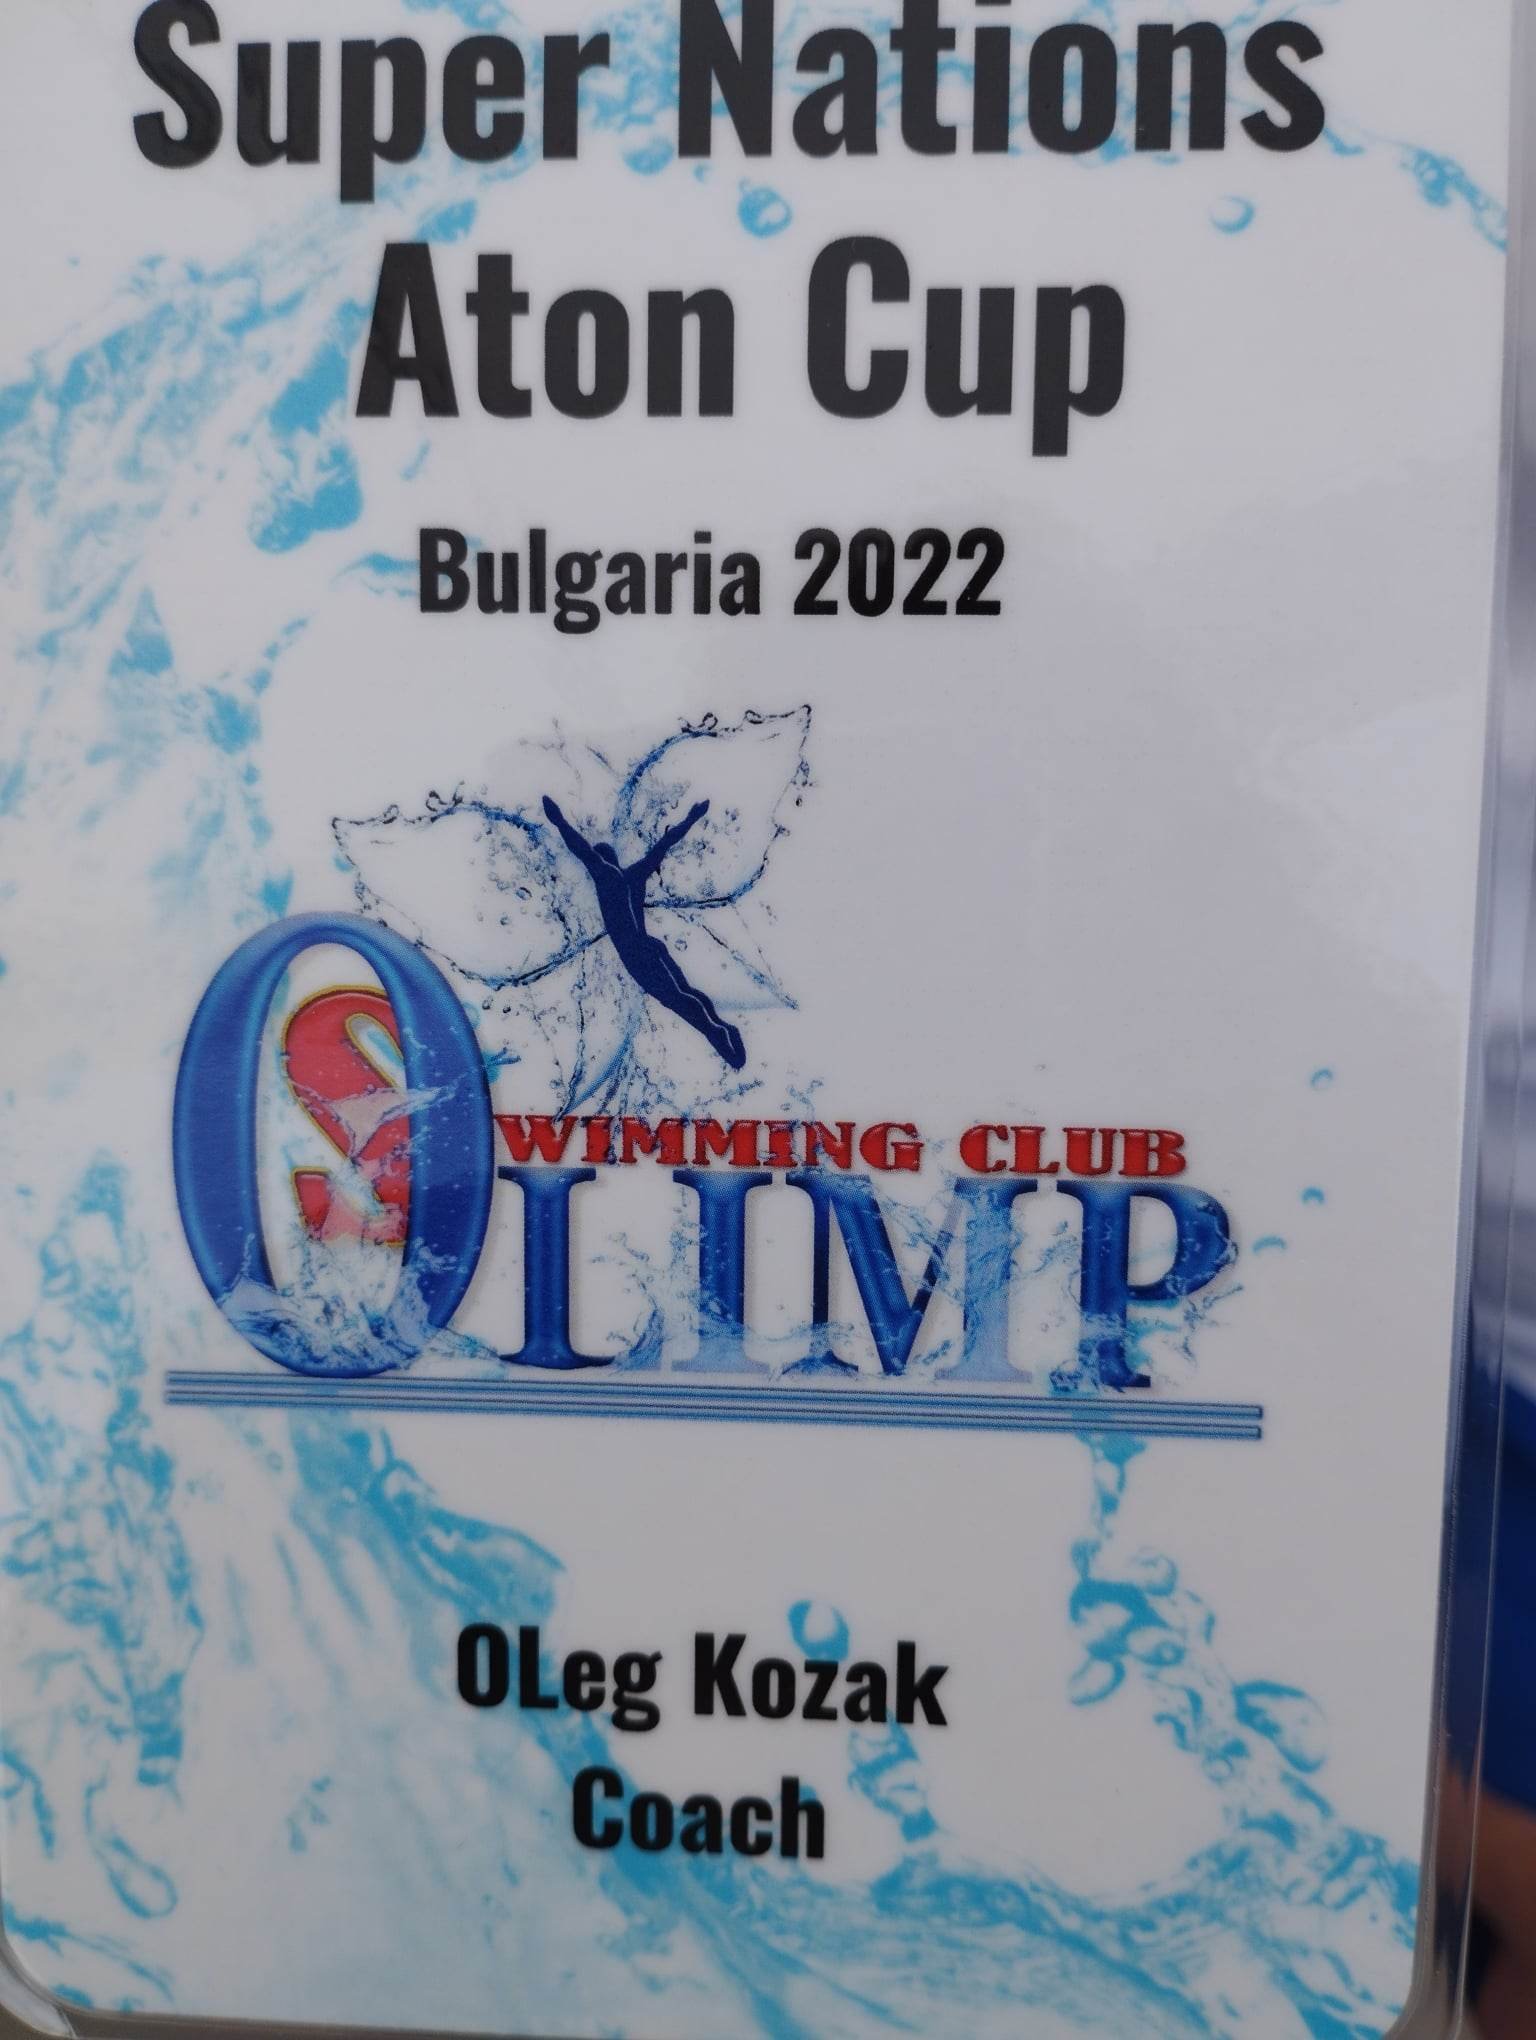 Super Nations
Aton Cup
Bulgaria 2022
SWIMMING CLUB
OLIMP
OLeg Kozak
Coach